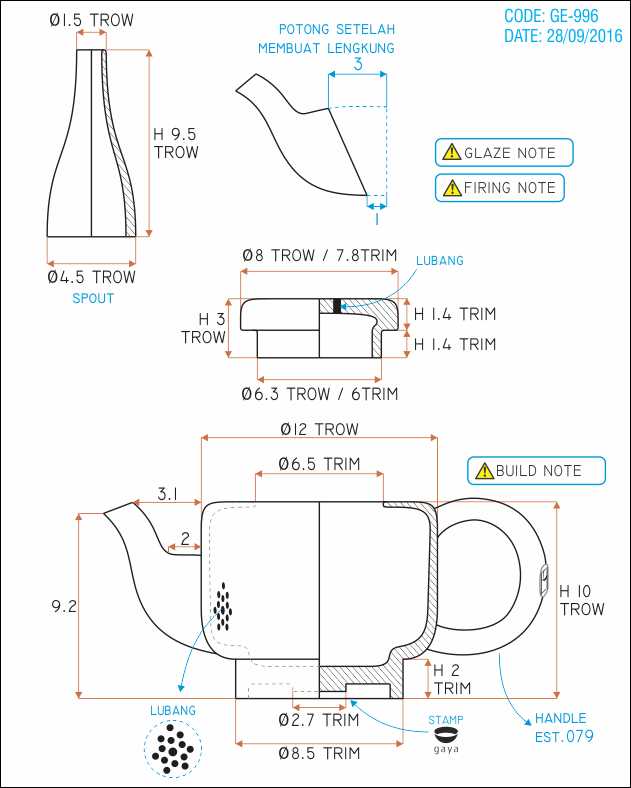 CODE: GE-996
DATE: 28/09/2016
Ø1.5 TROW
POTONG SETELAH
MEMBUAT LENGKUNG
3
H 9.5
TROW
GLAZE NOTE
FIRING NOTE
1
Ø4.5 TROW
SPOUT
Ø8 TROW / 7.8TRIM
LUBANG
H 3
TROW
H 1.4 TRIM
H 1.4 TRIM
Ø6.3 TROW / 6TRIM
Ø12 TROW
Ø6.5 TRIM
BUILD NOTE
3.1
2
9.2
H 10
TROW
H 2
TRIM
LUBANG
Ø2.7 TRIM
STAMP
gaya
HANDLE
EST.079
Ø8.5 TRIM